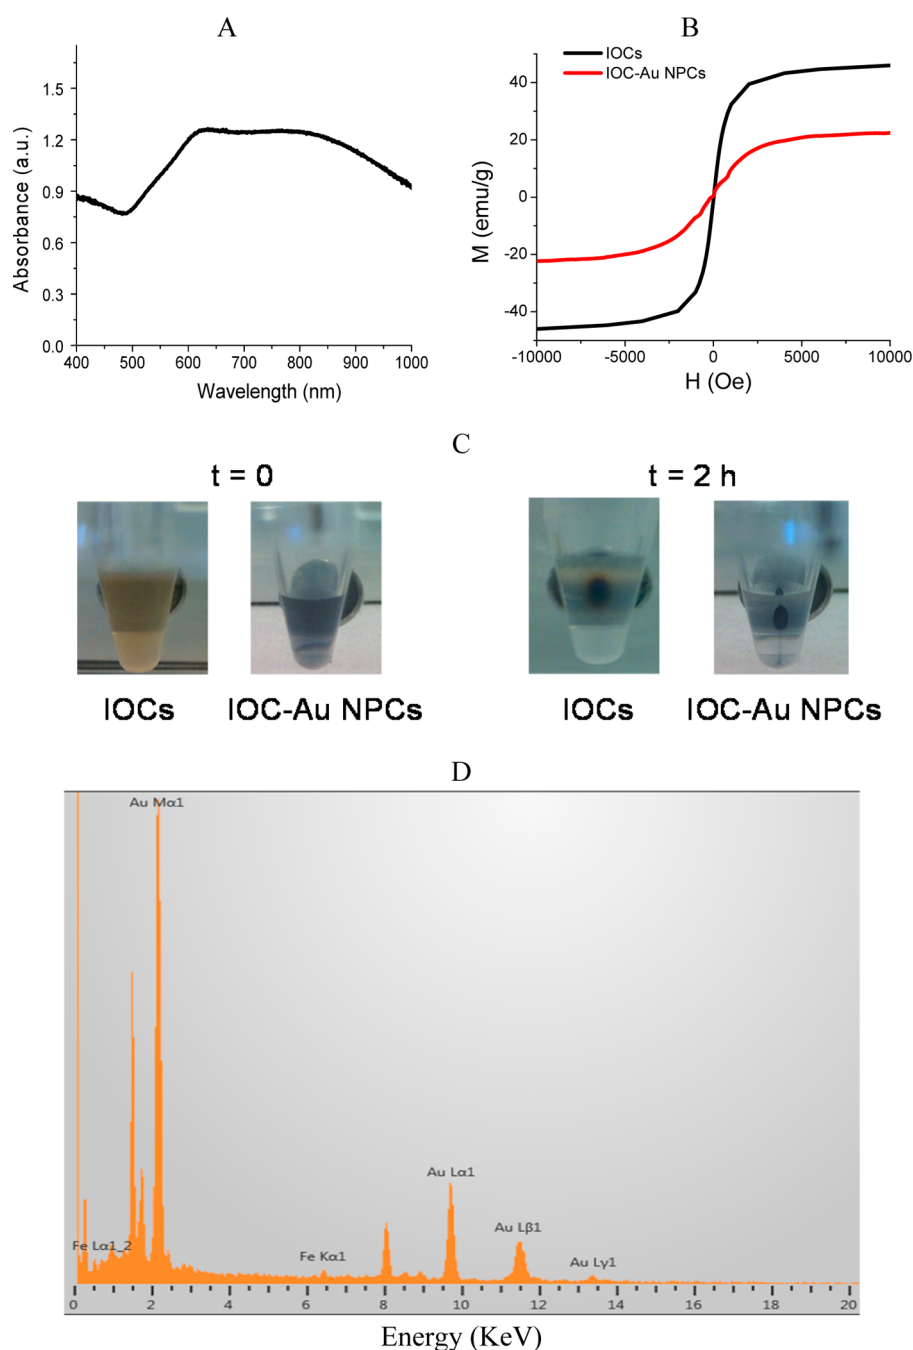 A
Absorbance (a.u.)
1.5
1.2
0.9
0.6
0.3
0.0
400 500 600 700 800 900 1000
Wavelength (nm)
B
IOCs
IOC-Au NPCs
M (emu/g)
40
20
0
-20
-40
-10000 -5000 0 5000 10000
H (Oe)
C
t = 0
t = 2 h
IOCs IOC-Au NPCs IOCs IOC-Au NPCs
D
Au Mα1
Au Lα1
Au Lβ1
Fe Lα1_2
Fe Kα1
Au Lγ1
0 2 4 6 8 10 12 14 16 18 20
Energy (KeV)